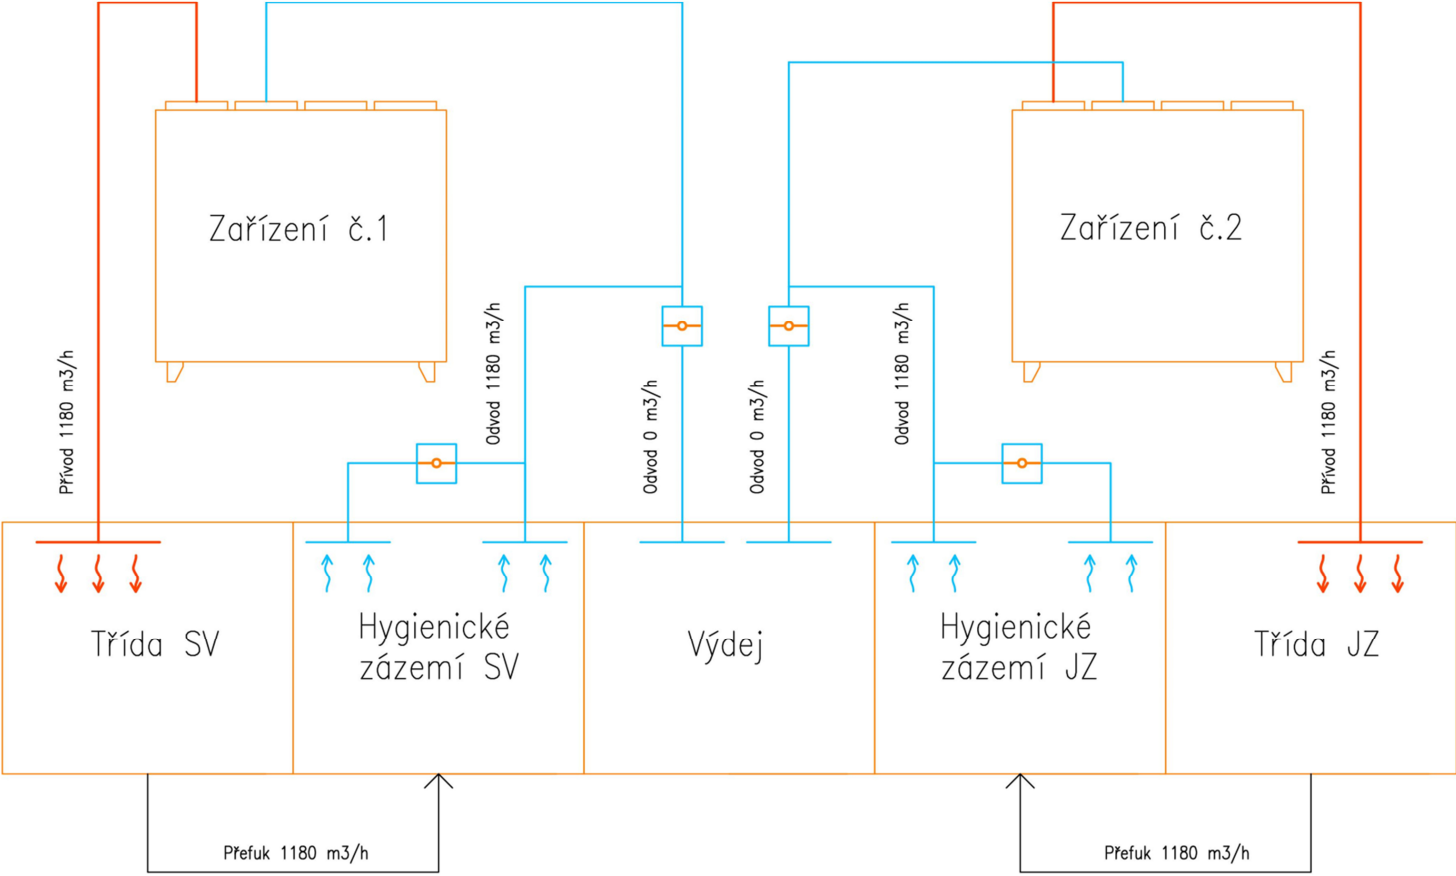 Zařízení č.1
Zařízení č.2
Přívod 1180 m3/h
Odvod 1180 m3/h
Odvod 0 m3/h
Odvod 0 m3/h
Odvod 1180 m3/h
Přívod 1180 m3/h
Třída SV
Hygienické
zázemí SV
Výdej
Hygienické
zázemí JZ
Třída JZ
Přefuk 1180 m3/h
Přefuk 1180 m3/h